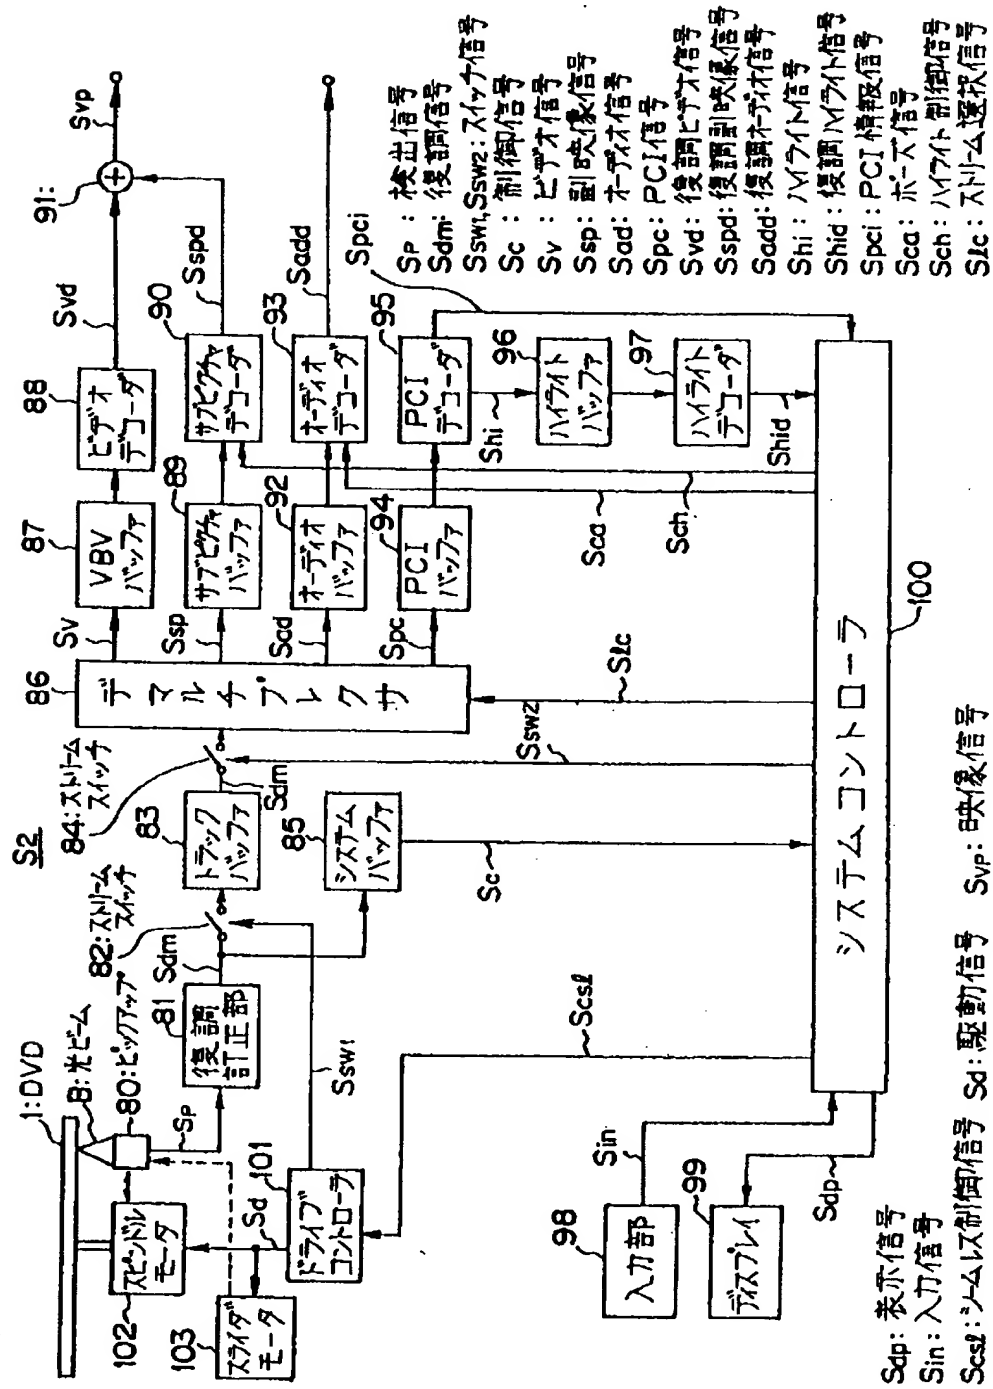 S2
1:DVD
B:光ビーム
80:ピックアップ
82:ストリーム
スイッチ
84:ストリーム
スイッチ
102
スピンドル
モータ
103
スライダ
モータ
101
ドライブ
コントローラ
Sd
Sp
81
復調
訂正部
Sdm
83
トラック
バッファ
Sdm
85
システム
バッファ
Ssw1
Sc
Ssw2
Scsl
Slc
86
デマルチプレクサ
Sv
87
VBV
バッファ
88
ビデオ
デコーダ
Svd
91:
Svp
Ssp
89
サブピクチャ
バッファ
90
サブピクチャ
デコーダ
Sspd
Sad
92
オーディオ
バッファ
93
オーディオ
デコーダ
Sadd
Spc
94
PCI
バッファ
95
PCI
デコーダ
Spci
Shi
96
ハイライト
バッファ
97
ハイライト
デコーダ
Shid
Sca
Sch
98
入力部
Sin
99
ディスプレイ
Sdp
システムコントローラ
100
Sp:検出信号
Sdm:復調信号
Ssw1,Ssw2:スイッチ信号
Sc:制御信号
Sv:ビデオ信号
Ssp:副映像信号
Sad:オーディオ信号
Spc:PCI信号
Svd:復調ビデオ信号
Sspd:復調副映像信号
Sadd:復調オーディオ信号
Shi:ハイライト信号
Shid:復調ハイライト信号
Spci:PCI情報信号
Sca:ポーズ信号
Sch:ハイライト制御信号
Slc:ストリーム選択信号
Sdp:表示信号
Sin:入力信号
Scsl:シームレス制御信号 Sd:駆動信号 Svp:映像信号